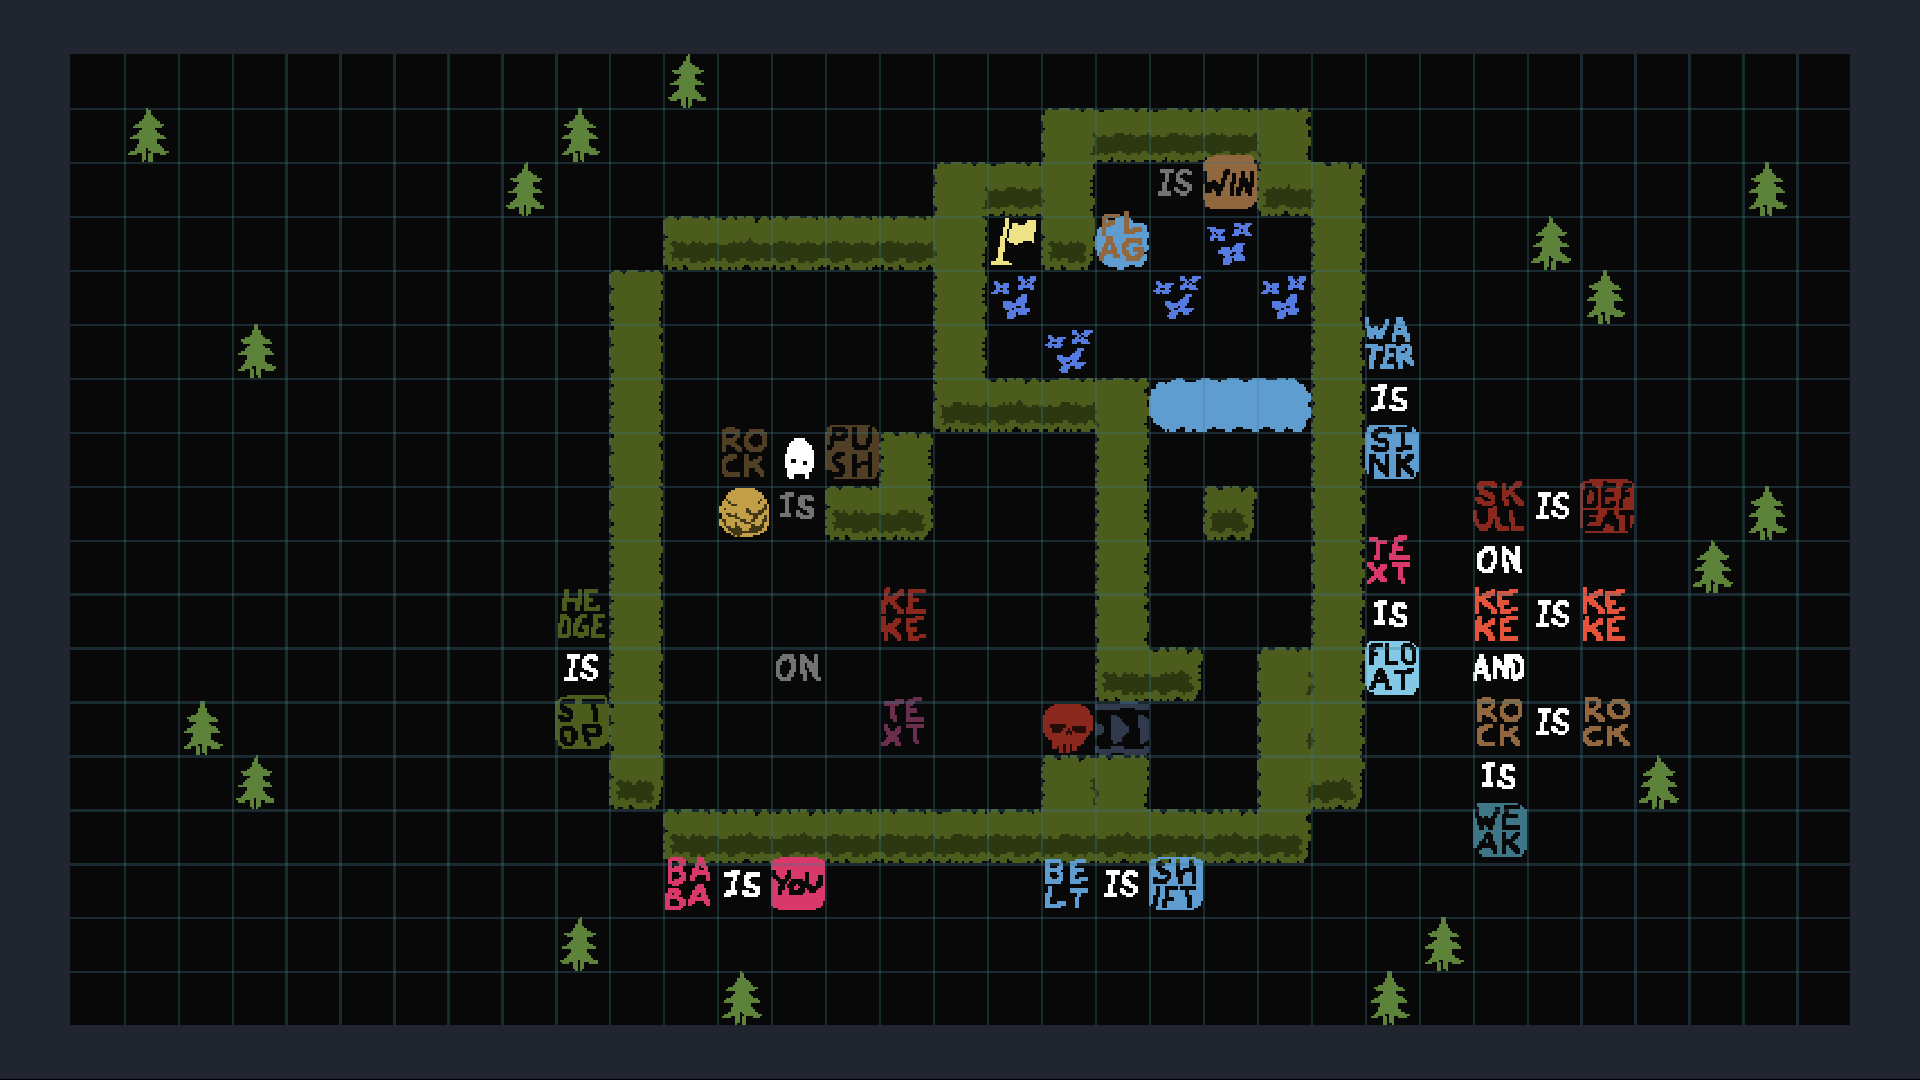 IS WIN
FLAG
WATER
IS
ROCK PUSH
SINK
IS
SKULL IS DEFEAT
TEXT
ON
HEDGE
KEKE
IS
KEKE IS KEKE
IS
ON
FLOAT
AND
STOP
TEXT
ROCK IS ROCK
IS
WEAK
BABA IS YOU
BELT IS SHIFT